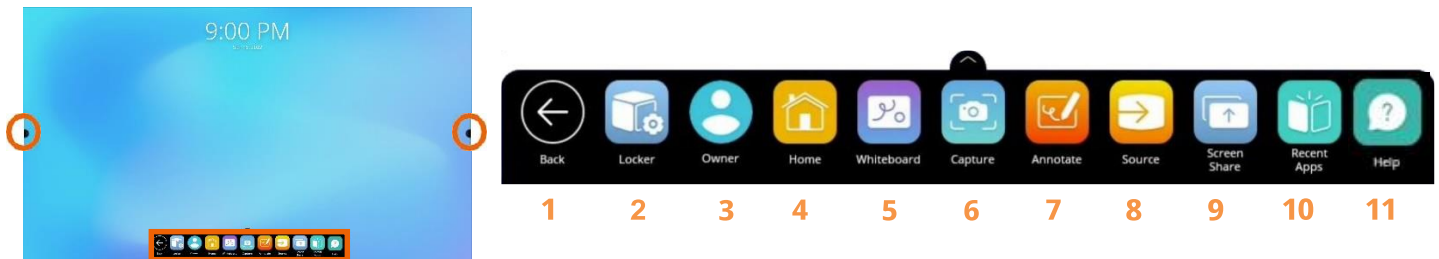 9:00 PM
Back
Locker
Owner
Home
Whiteboard
Capture
Annotate
Source
Screen
Share
Recent
Apps
Help
1 2 3 4 5 6 7 8 9 10 11